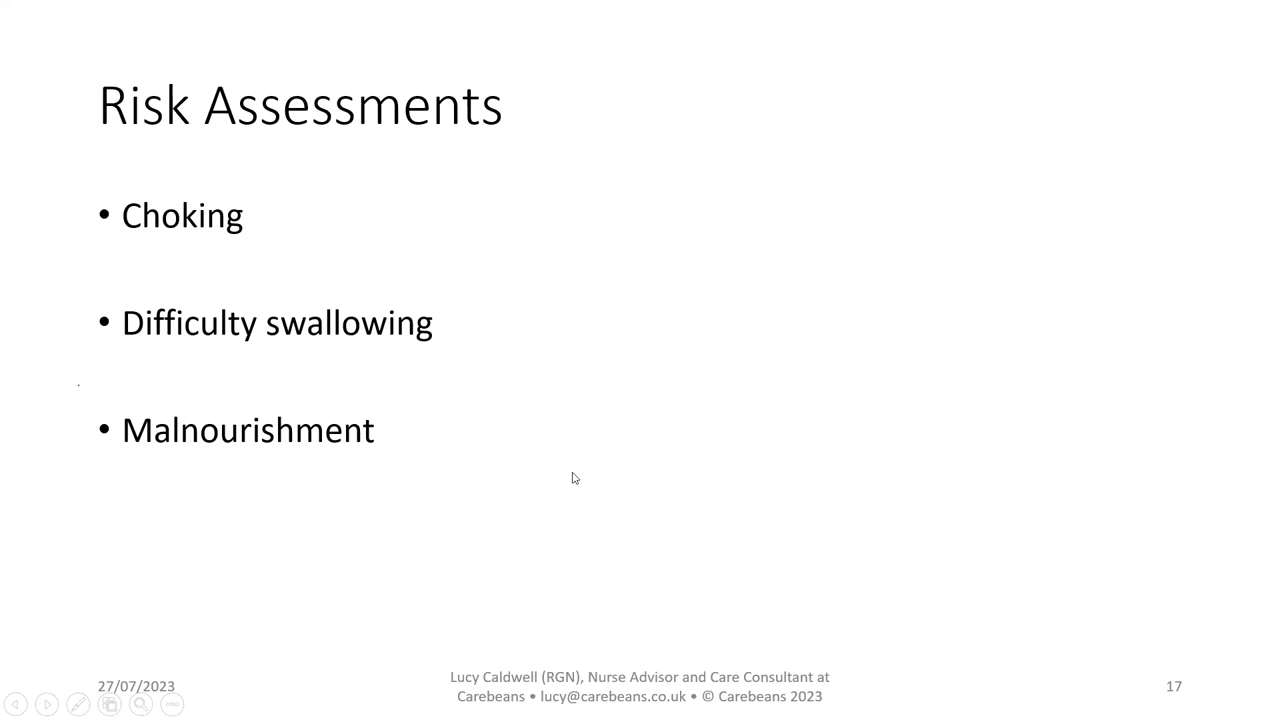 Risk Assessments
• Choking
• Difficulty swallowing
• Malnourishment
27/07/2023
Lucy Caldwell (RGN), Nurse Advisor and Care Consultant at
Carebeans • lucy@carebeans.co.uk • © Carebeans 2023
17